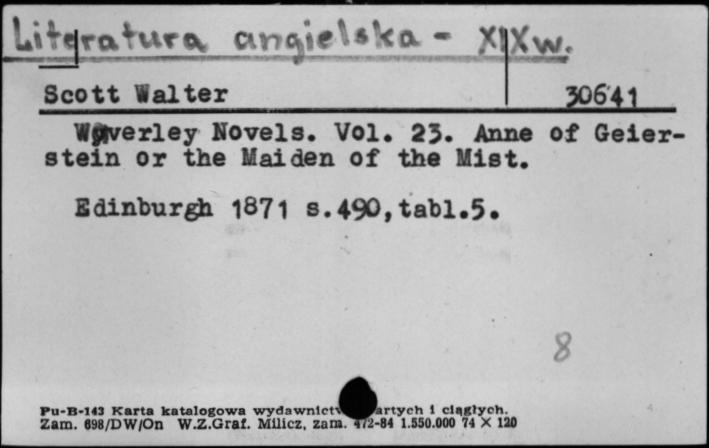 Literatura angielska - XIX w.
Scott Walter 30641
Waverley Novels. Vol. 23. Anne of Geier-
stein or the Maiden of the Mist.
Edinburgh 1871 s.490,tabl.5.
8
Pu-B-143 Karta katalogowa wydawnictw artych i ciągłych.
Zam. 698/DW/On W.Z.Graf. Milicz, zam. 472-84 1.550.000 74 X 120